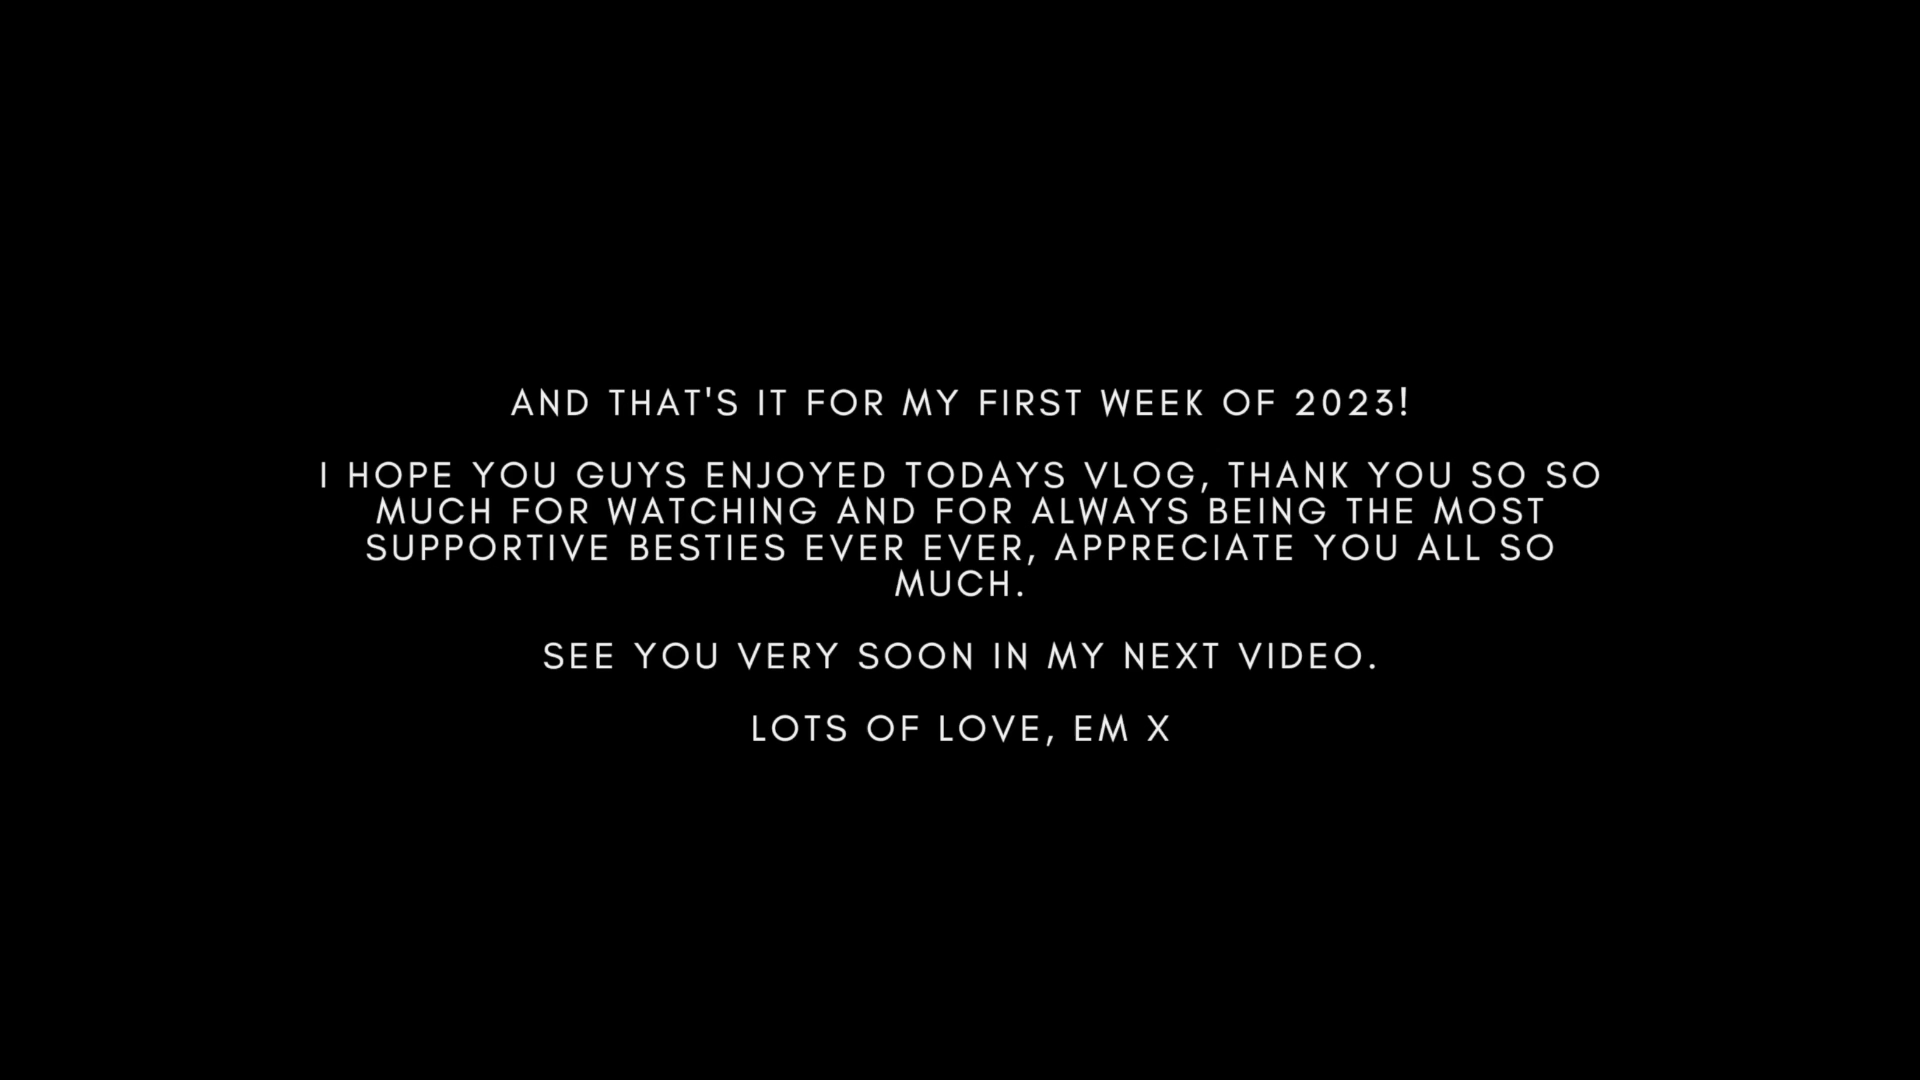 AND THAT'S IT FOR MY FIRST WEEK OF 2023!
I HOPE YOU GUYS ENJOYED TODAYS VLOG, THANK YOU SO SO
MUCH FOR WATCHING AND FOR ALWAYS BEING THE MOST
SUPPORTIVE BESTIES EVER EVER, APPRECIATE YOU ALL SO
MUCH.
SEE YOU VERY SOON IN MY NEXT VIDEO.
LOTS OF LOVE, EM X